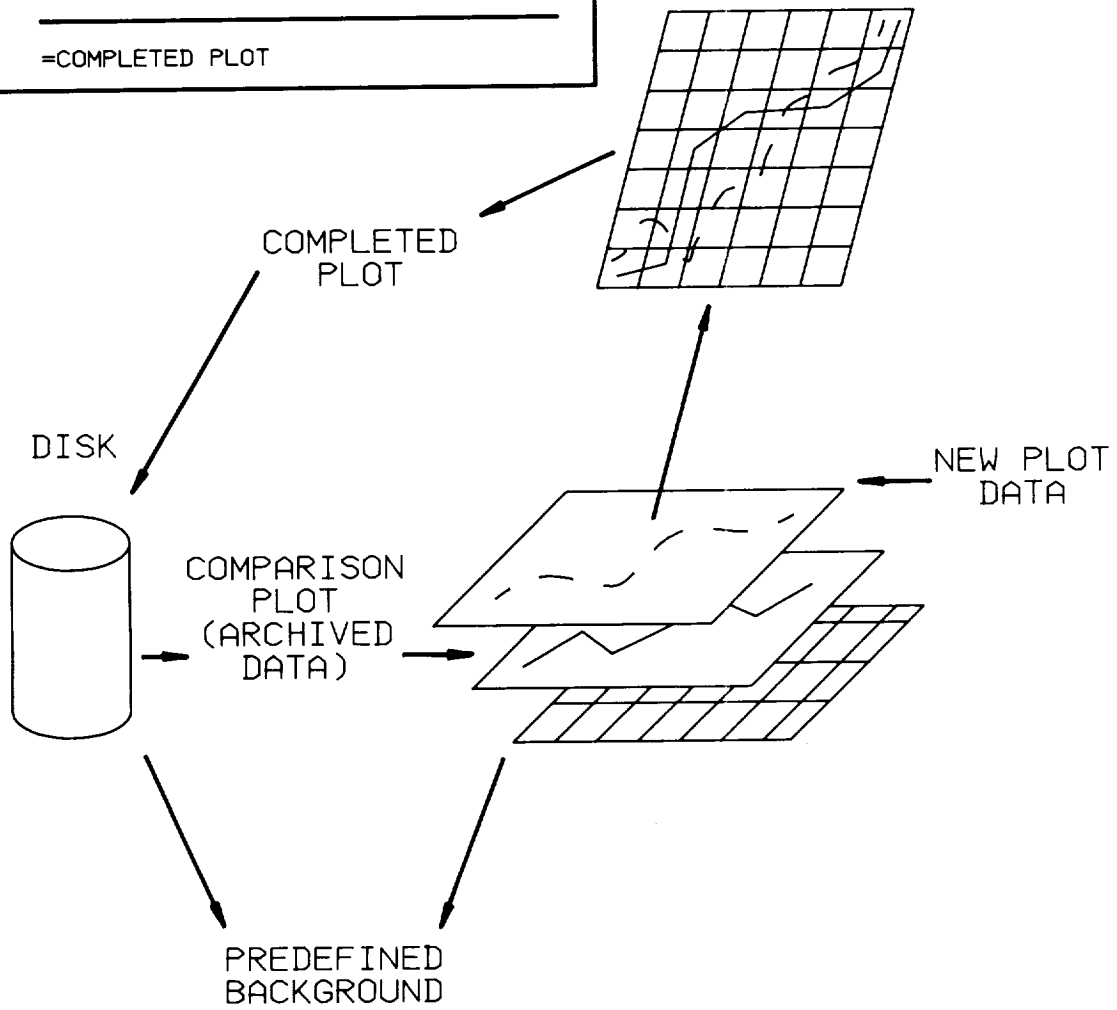 =COMPLETED PLOT
COMPLETED
PLOT
DISK
NEW PLOT
DATA
COMPARISON
PLOT
(ARCHIVED
DATA)
PREDEFINED
BACKGROUND